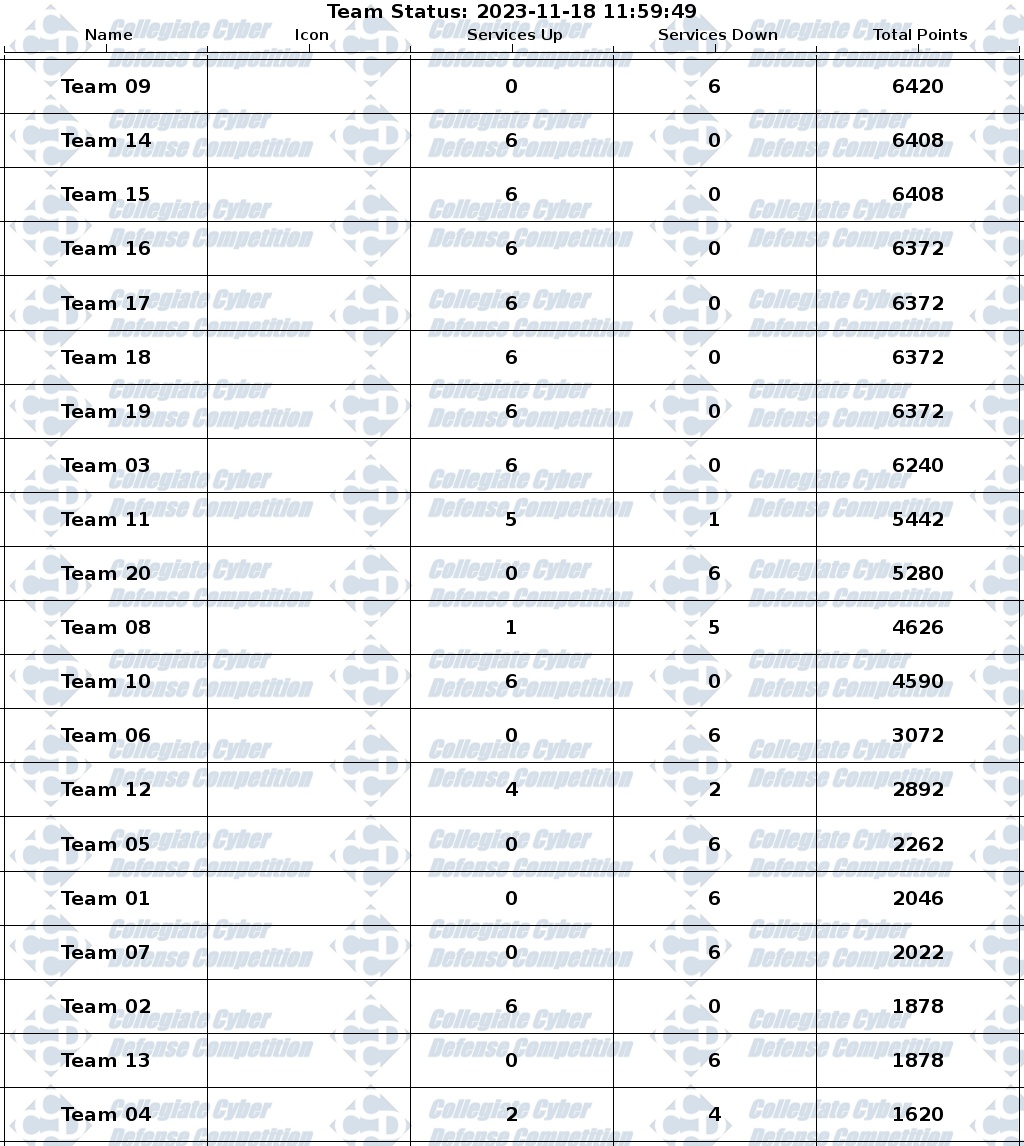 Team Status: 2023-11-18 11:59:49
Name Icon Services Up Services Down Total Points
Team 09 0 6 6420
Team 14 6 0 6408
Team 15 6 0 6408
Team 16 6 0 6372
Team 17 6 0 6372
Team 18 6 0 6372
Team 19 6 0 6372
Team 03 6 0 6240
Team 11 5 1 5442
Team 20 0 6 5280
Team 08 1 5 4626
Team 10 6 0 4590
Team 06 0 6 3072
Team 12 4 2 2892
Team 05 0 6 2262
Team 01 0 6 2046
Team 07 0 6 2022
Team 02 6 0 1878
Team 13 0 6 1878
Team 04 2 4 1620
Collegiate Cyber
Defense Competition